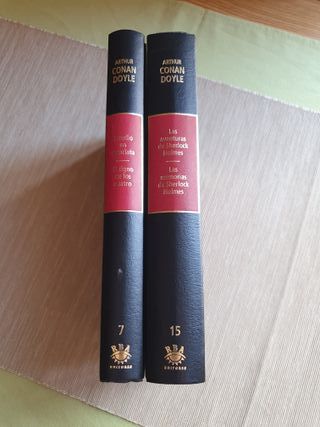 ARTHUR
CONAN
DOYLE
Estudio
en
escarlata
El signo
de los
cuatro
7
RBA
EDITORES
ARTHUR
CONAN
DOYLE
Las
aventuras
de Sherlock
Holmes
Las
memorias
de Sherlock
Holmes
15
RBA
EDITORES